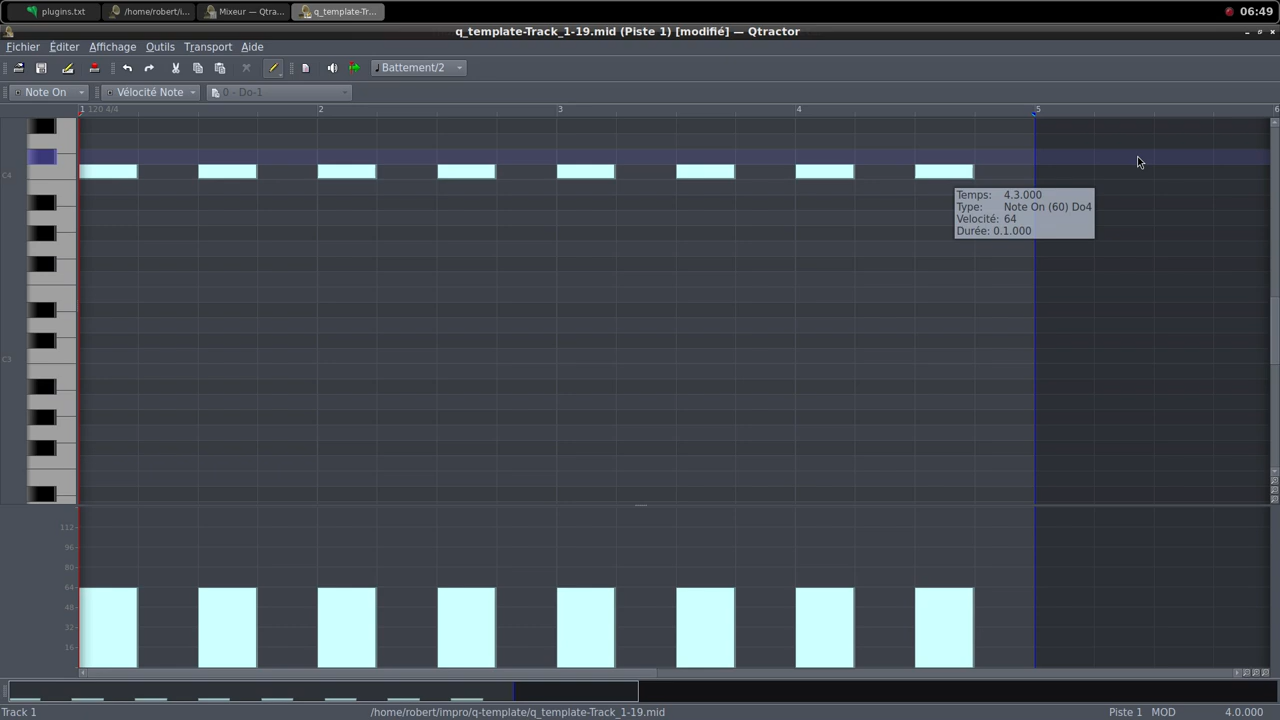 plugins.txt
/home/robert/i...
Mixeur — Qtra...
q_template-Tr...
06:49
q_template-Track_1-19.mid (Piste 1) [modifié] — Qtractor
Fichier Éditer Affichage Outils Transport Aide
Battement/2
Note On
Vélocité Note
0 - Do-1
1 120 4/4 2 3 4 5 6
C4
Temps: 4.3.000
Type: Note On (60) Do4
Velocité: 64
Durée: 0.1.000
C3
112
96
80
64
48
32
16
Track 1
/home/robert/impro/q-template/q_template-Track_1-19.mid
Piste 1 MOD 4.0.000